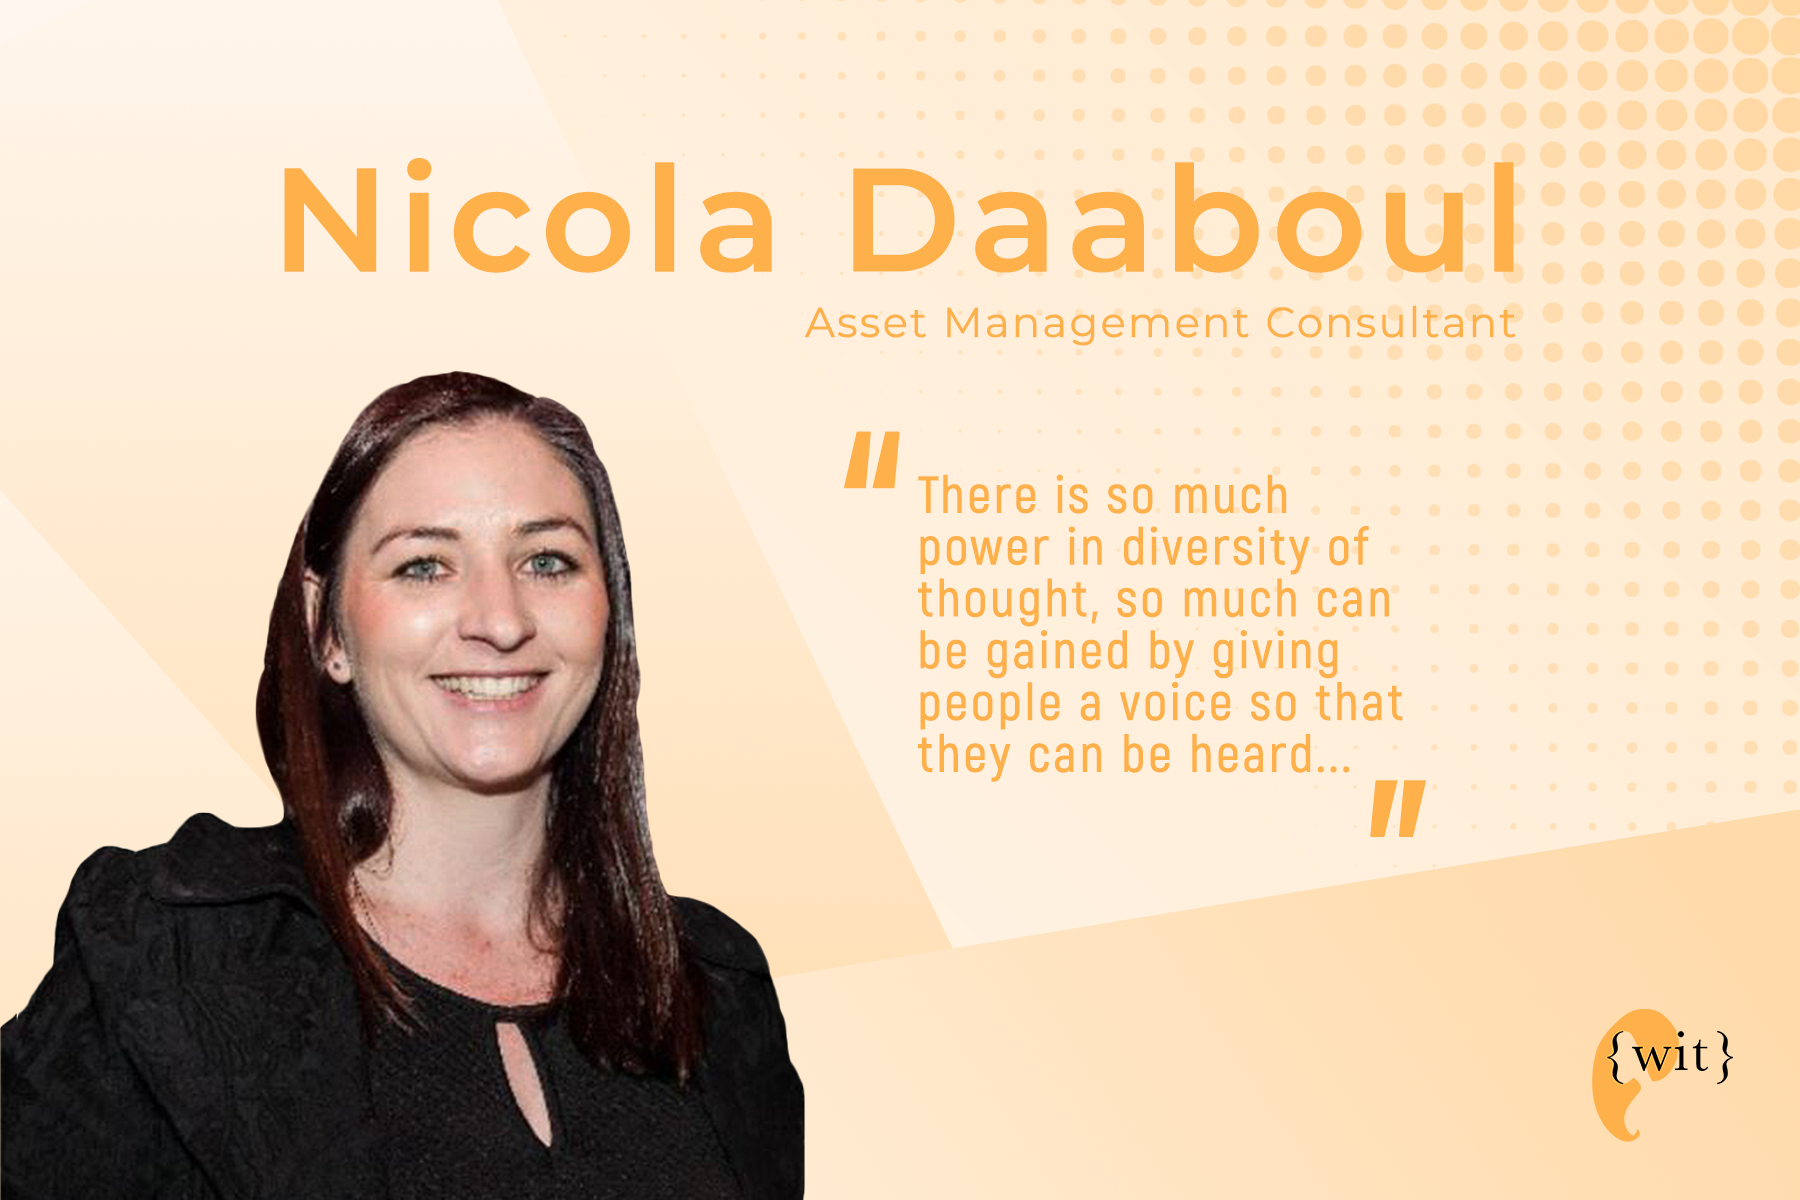 Nicola Daaboul
Asset Management Consultant
"There is so much
power in diversity of
thought, so much can
be gained by giving
people a voice so that
they can be heard..."
{wit}